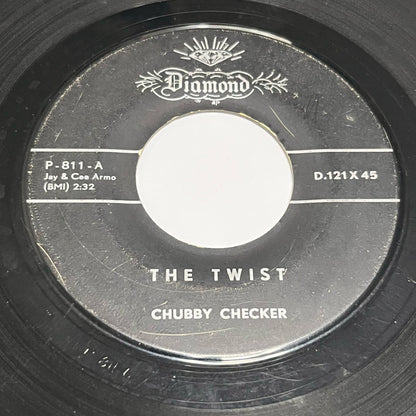 Diamond
P-811-A
Jay & Cee Armo
(BMI) 2:32
D.121 X 45
THE TWIST
CHUBBY CHECKER